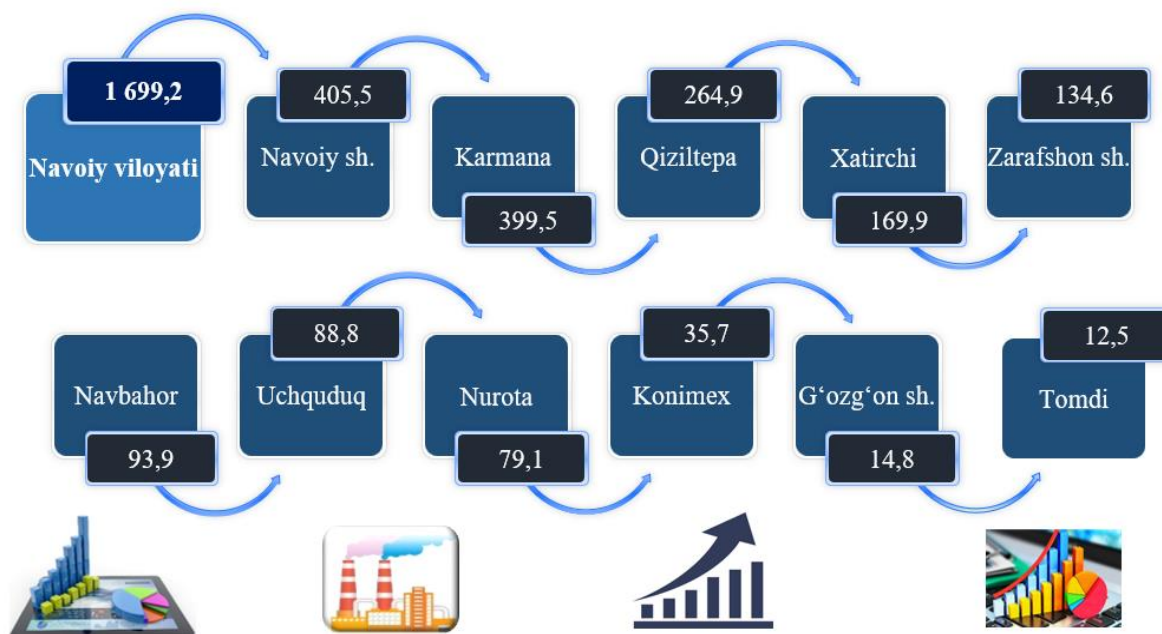 1 699,2
Navoiy viloyati
405,5
Navoiy sh.
Karmana
399,5
264,9
Qiziltepa
Xatirchi
169,9
134,6
Zarafshon sh.
Navbahor
93,9
88,8
Uchquduq
Nurota
79,1
35,7
Konimex
G‘ozg‘on sh.
14,8
12,5
Tomdi